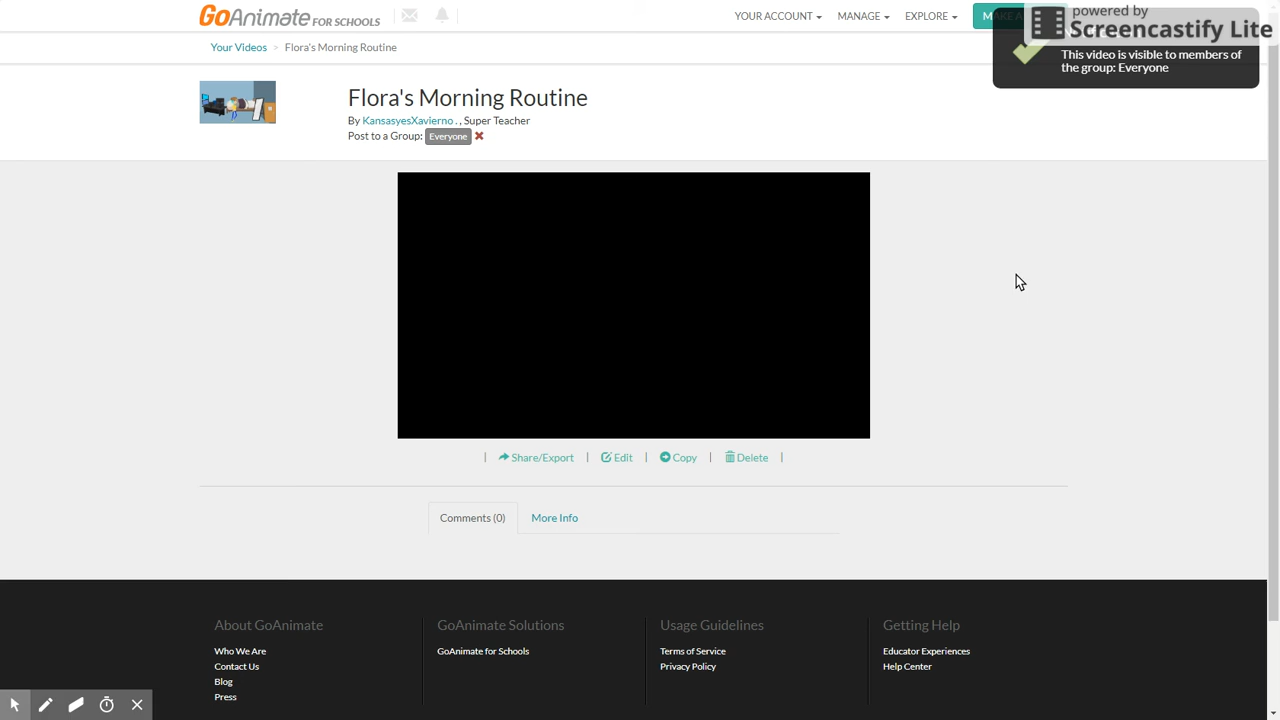 GoAnimate FOR SCHOOLS
YOUR ACCOUNT MANAGE EXPLORE MAKE
powered by
Screencastify Lite
This video is visible to members of
the group: Everyone
Your Videos > Flora's Morning Routine
Flora's Morning Routine
By KansasyesXavierno . , Super Teacher
Post to a Group: Everyone
| Share/Export | Edit | Copy | Delete |
Comments (0) More Info
About GoAnimate
Who We Are
Contact Us
Blog
Press
GoAnimate Solutions
GoAnimate for Schools
Usage Guidelines
Terms of Service
Privacy Policy
Getting Help
Educator Experiences
Help Center